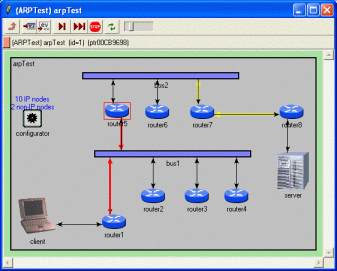 (ARPTest) arpTest
STOP
(ARPTest) arpTest (id=1) (ptr00CB9698)
arpTest
bus2
10 IP nodes
2 non-IP nodes
configurator
router5
router6
router7
router8
bus1
server
router2
router3
router4
client
router1